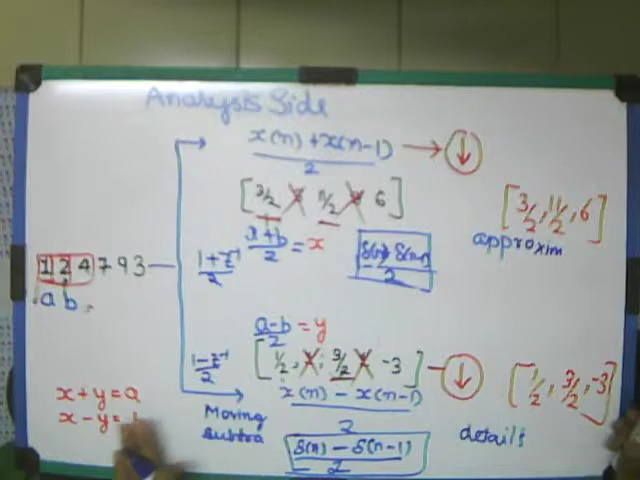 Analysis Side
x(n) + x(n-1)
2
↓
[3/2 8 11/2 6]
[3/2, 11/2, 6]
approxim
a+b/2 = x
1+z⁻¹/2
δ(n) + δ(n-1)
2
1 2 4 7 9 3
a b
a-b/2 = y
1-z⁻¹/2
[1/2, 3/2 -3]
↓
[1/2, 3/2, -3]
x + y = a
x - y =
x(n) - x(n-1)
2
Moving
subtra
details
δ(n) - δ(n-1)
2